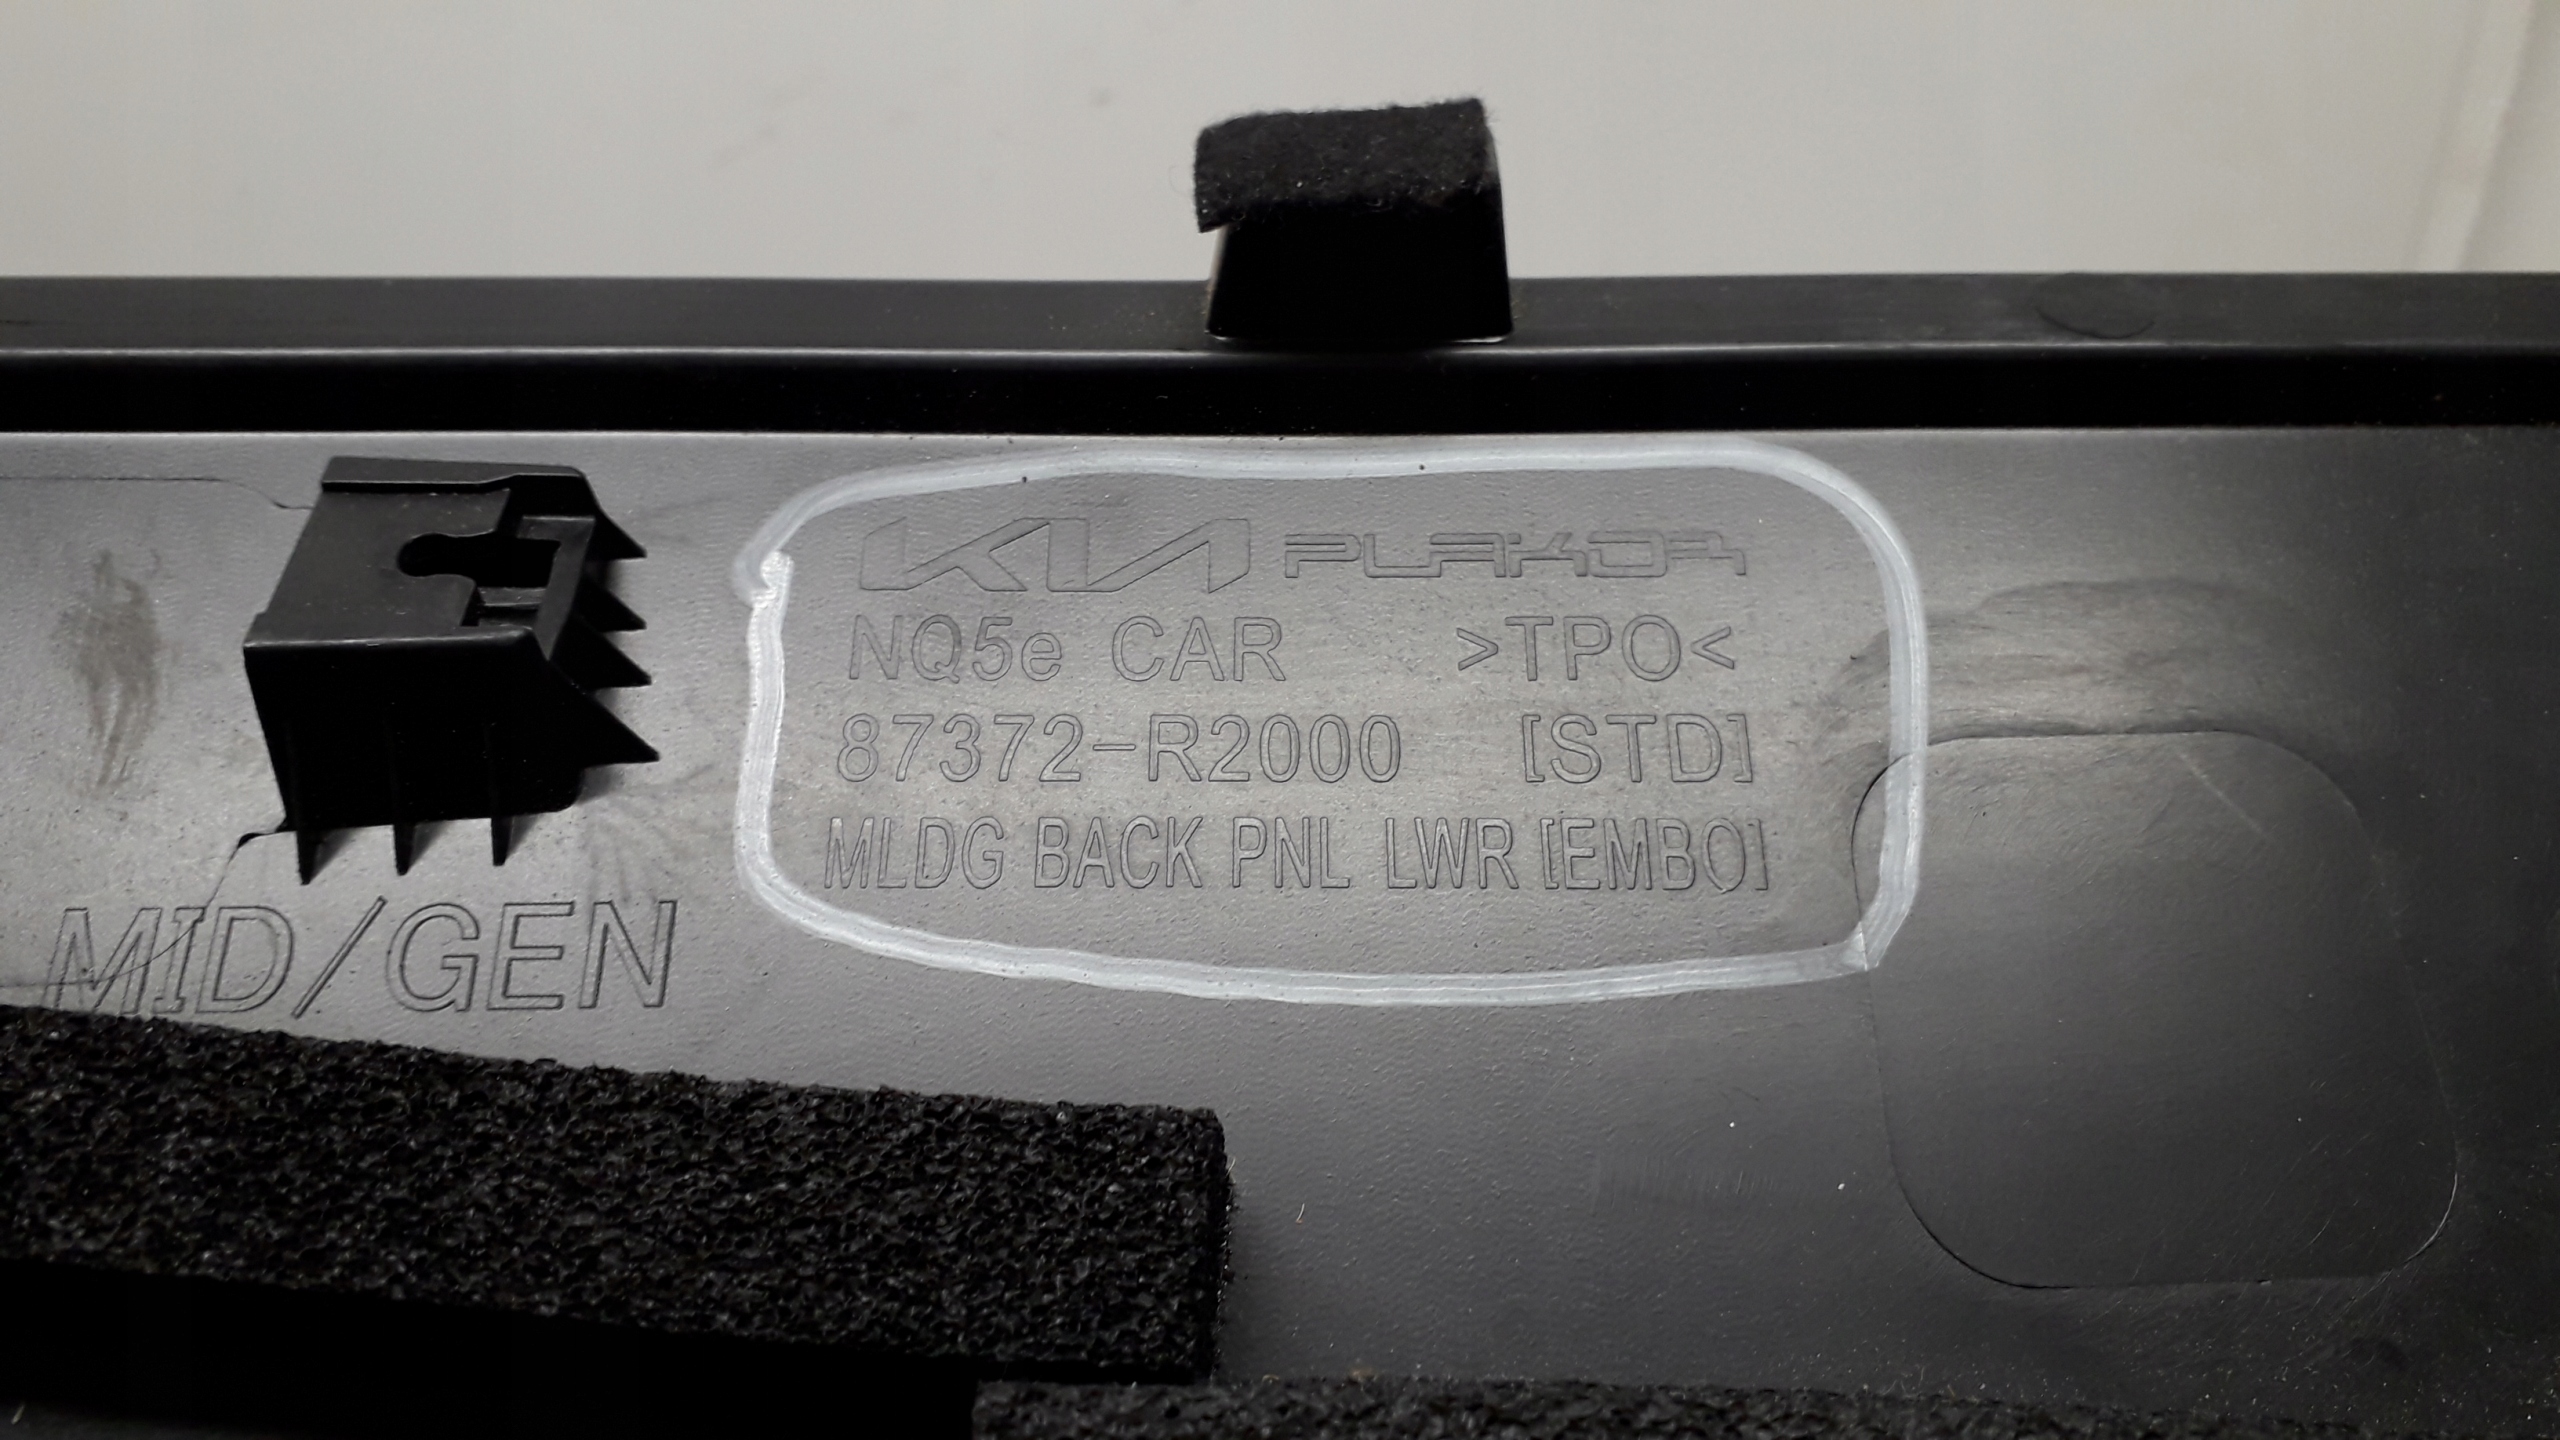 KIA PLAKOR
NQ5e CAR >TPO<
87372-R2000 [STD]
MLDG BACK PNL LWR [EMBO]
MID/GEN